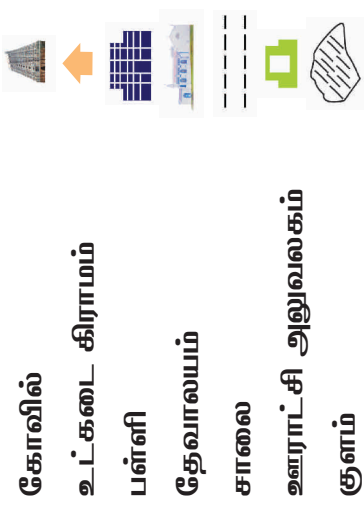 கோவில்
உட்கடை கிராமம்
பள்ளி
தேவாலயம்
சாலை
ஊராட்சி அலுவலகம்
குளம்